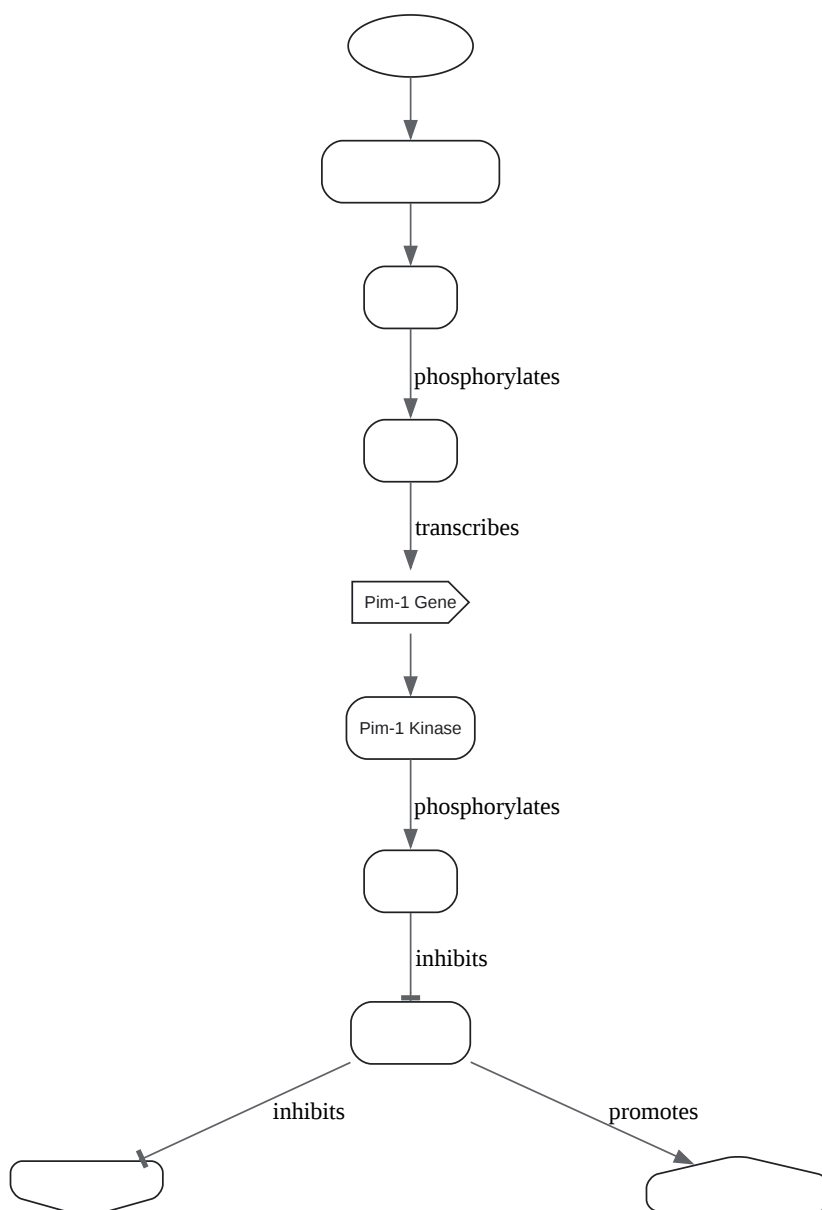 phosphorylates
transcribes
Pim-1 Gene
Pim-1 Kinase
phosphorylates
inhibits
inhibits
promotes